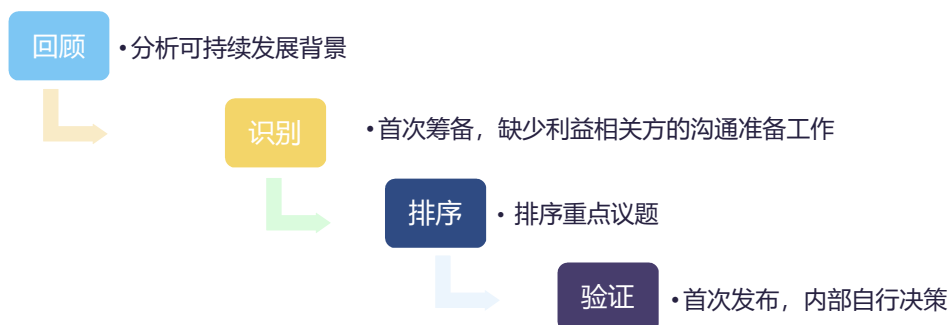 回顾
•分析可持续发展背景
识别
•首次筹备，缺少利益相关方的沟通准备工作
排序
• 排序重点议题
验证
•首次发布，内部自行决策